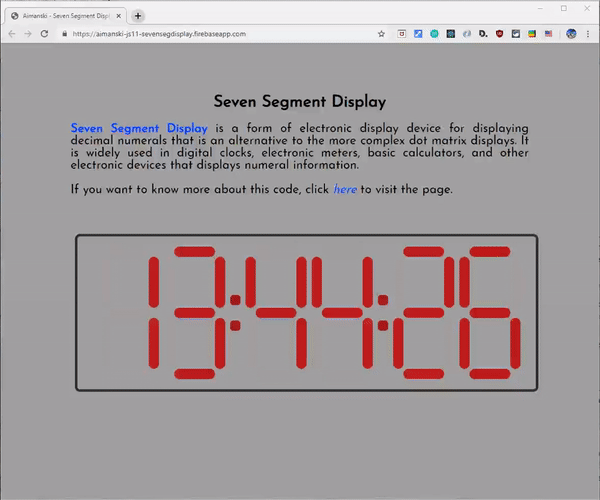 Aimanski - Seven Segment Displ
https://aimanski-js11-sevensegdisplay.firebaseapp.com
Seven Segment Display
Seven Segment Display is a form of electronic display device for displaying
decimal numerals that is an alternative to the more complex dot matrix displays. It
is widely used in digital clocks, electronic meters, basic calculators, and other
electronic devices that displays numeral information.
If you want to know more about this code, click here to visit the page.
13:44:26